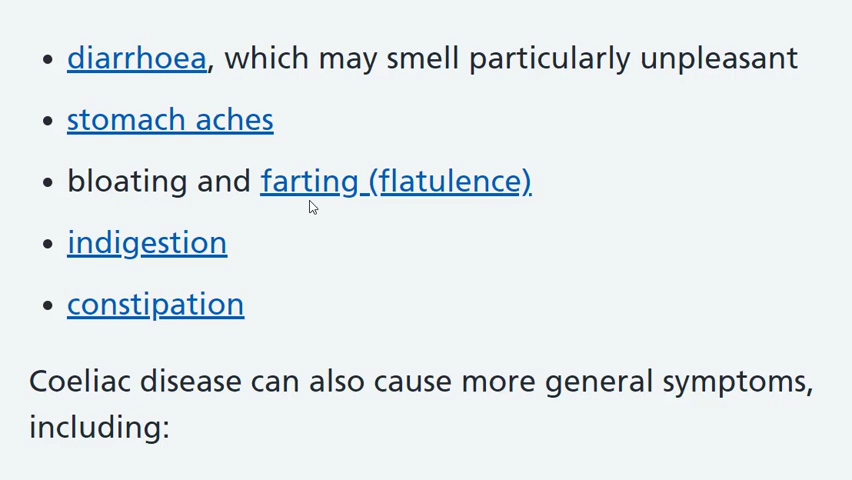 • diarrhoea, which may smell particularly unpleasant
• stomach aches
• bloating and farting (flatulence)
• indigestion
• constipation
Coeliac disease can also cause more general symptoms,
including: